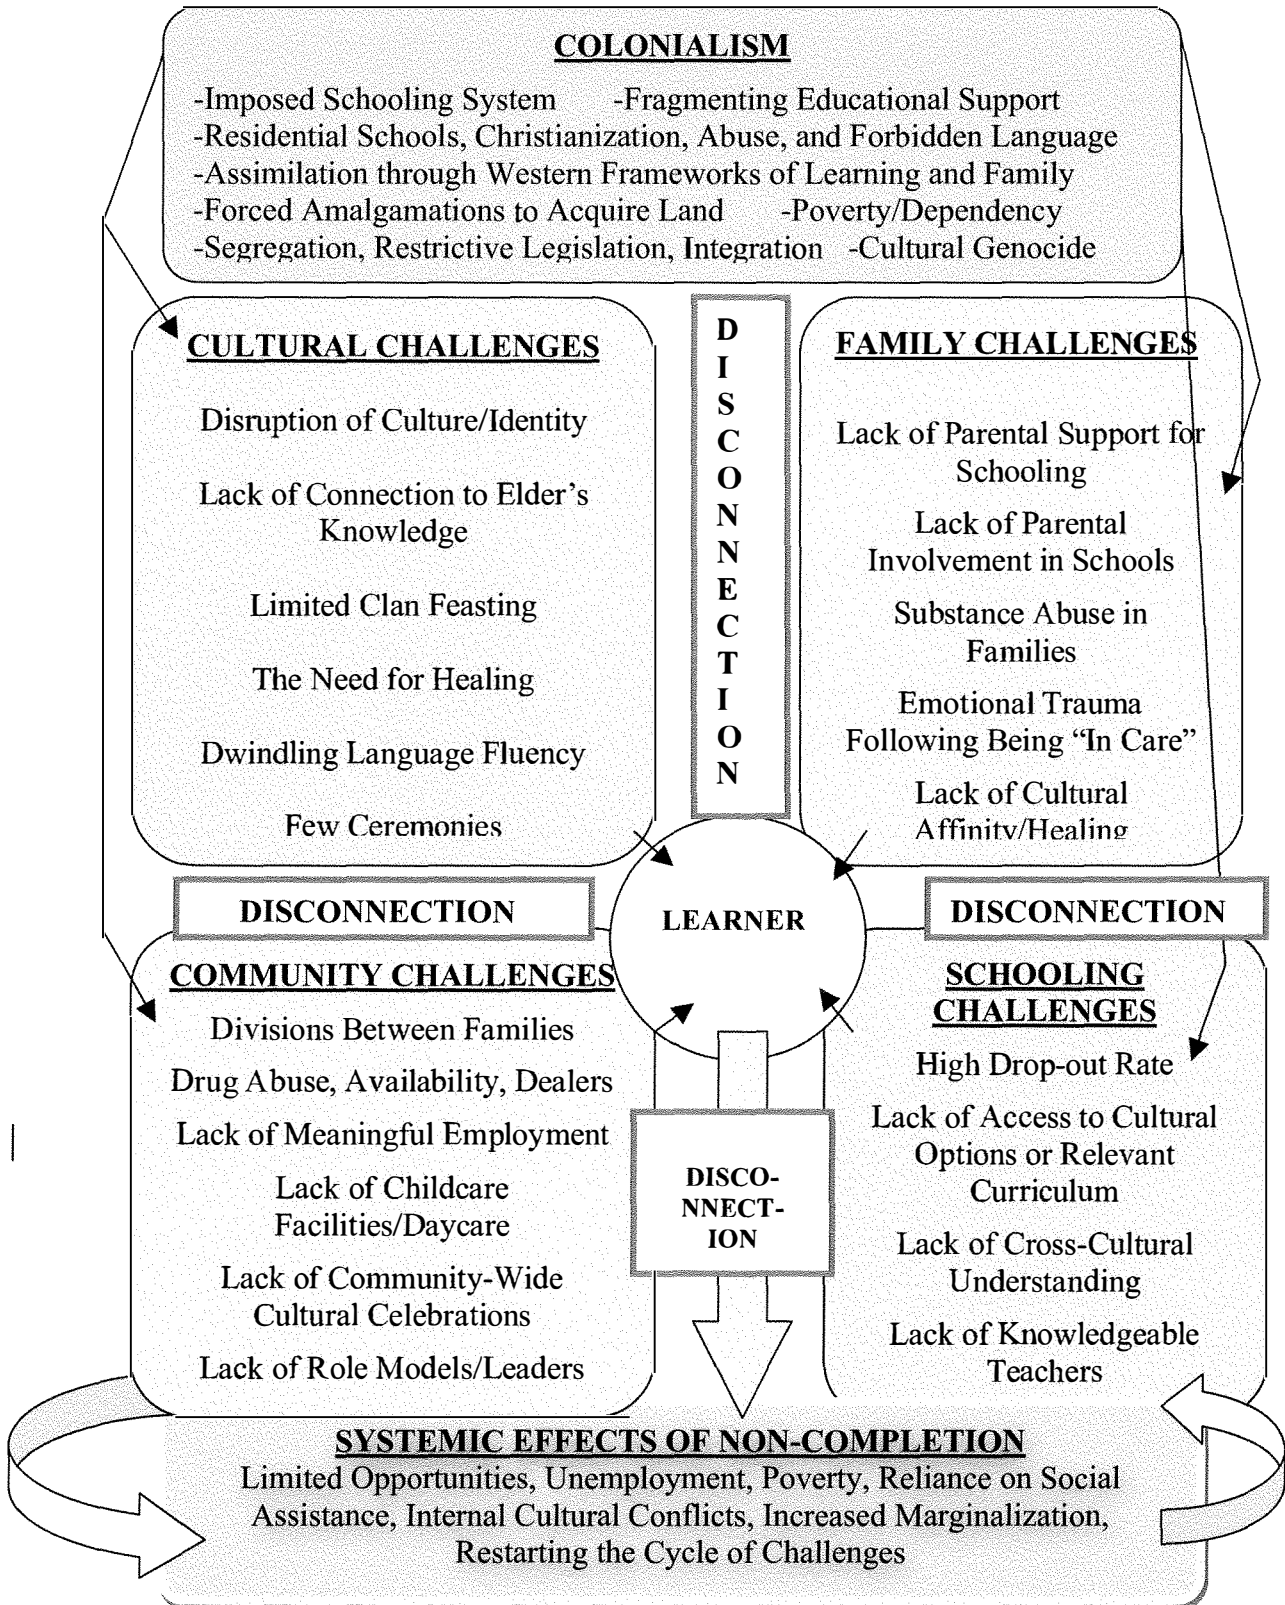 COLONIALISM
-Imposed Schooling System -Fragmenting Educational Support
-Residential Schools, Christianization, Abuse, and Forbidden Language
-Assimilation through Western Frameworks of Learning and Family
-Forced Amalgamations to Acquire Land -Poverty/Dependency
-Segregation, Restrictive Legislation, Integration -Cultural Genocide
CULTURAL CHALLENGES
Disruption of Culture/Identity
Lack of Connection to Elder’s
Knowledge
Limited Clan Feasting
The Need for Healing
Dwindling Language Fluency
Few Ceremonies
D
I
S
C
O
N
N
E
C
T
I
O
N
FAMILY CHALLENGES
Lack of Parental Support for
Schooling
Lack of Parental
Involvement in Schools
Substance Abuse in
Families
Emotional Trauma
Following Being “In Care”
Lack of Cultural
Affinity/Healing
DISCONNECTION
LEARNER
DISCONNECTION
COMMUNITY CHALLENGES
Divisions Between Families
Drug Abuse, Availability, Dealers
Lack of Meaningful Employment
Lack of Childcare
Facilities/Daycare
Lack of Community-Wide
Cultural Celebrations
Lack of Role Models/Leaders
DISCO-
NNECT-
ION
SCHOOLING
CHALLENGES
High Drop-out Rate
Lack of Access to Cultural
Options or Relevant
Curriculum
Lack of Cross-Cultural
Understanding
Lack of Knowledgeable
Teachers
SYSTEMIC EFFECTS OF NON-COMPLETION
Limited Opportunities, Unemployment, Poverty, Reliance on Social
Assistance, Internal Cultural Conflicts, Increased Marginalization,
Restarting the Cycle of Challenges